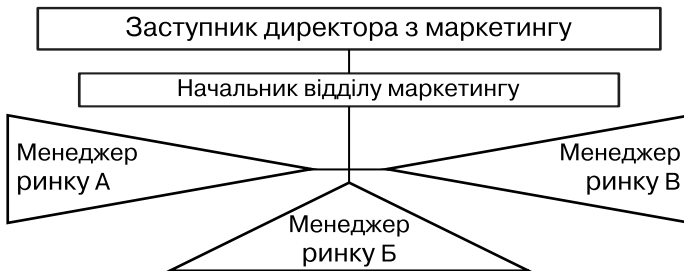 Заступник директора з маркетингу
Начальник відділу маркетингу
Менеджер
ринку А
Менеджер
ринку В
Менеджер
ринку Б